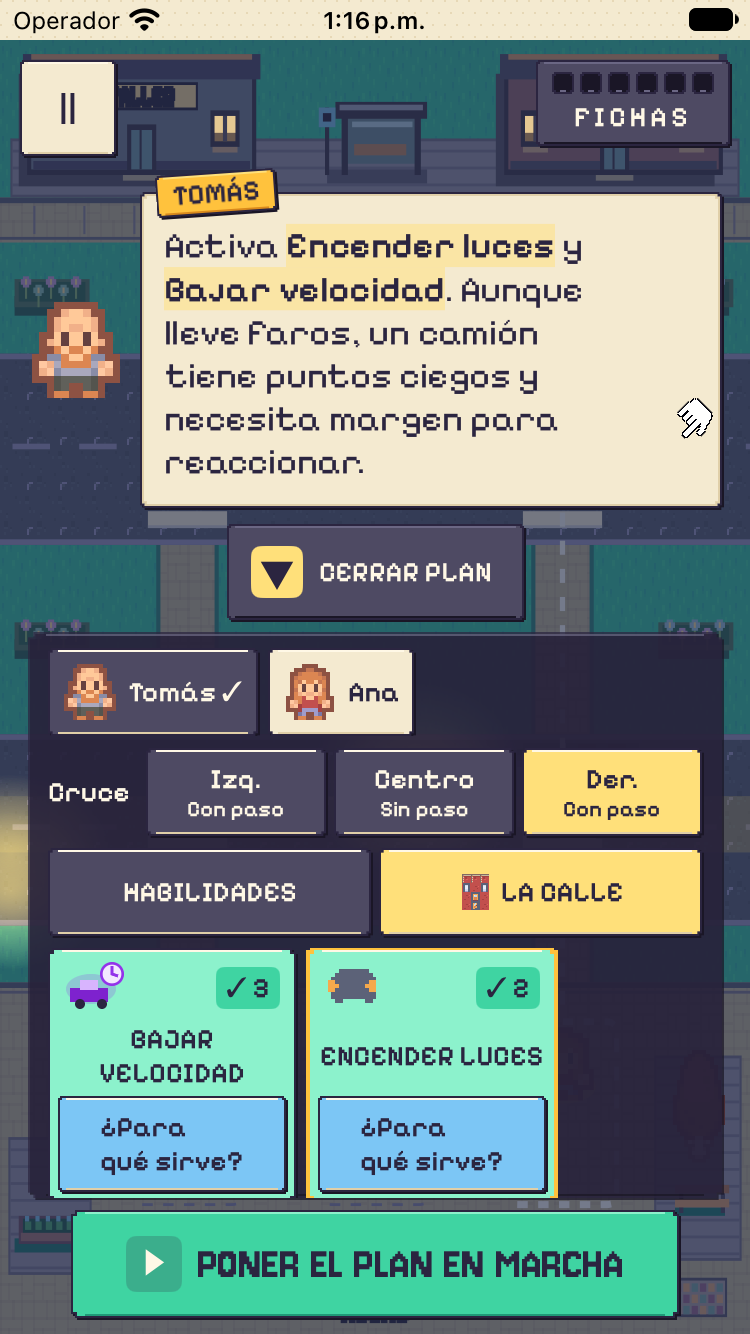 Operador
1:16 p.m.
FICHAS
TOMÁS
Activa Encender luces y
Bajar velocidad. Aunque
lleve faros, un camión
tiene puntos ciegos y
necesita margen para
reaccionar.
CERRAR PLAN
Tomás ✓
Ana
Cruce
Izq.
Con paso
Centro
Sin paso
Der.
Con paso
HABILIDADES
LA CALLE
✓ 3
BAJAR
VELOCIDAD
¿Para
qué sirve?
✓ 2
ENCENDER LUCES
¿Para
qué sirve?
PONER EL PLAN EN MARCHA